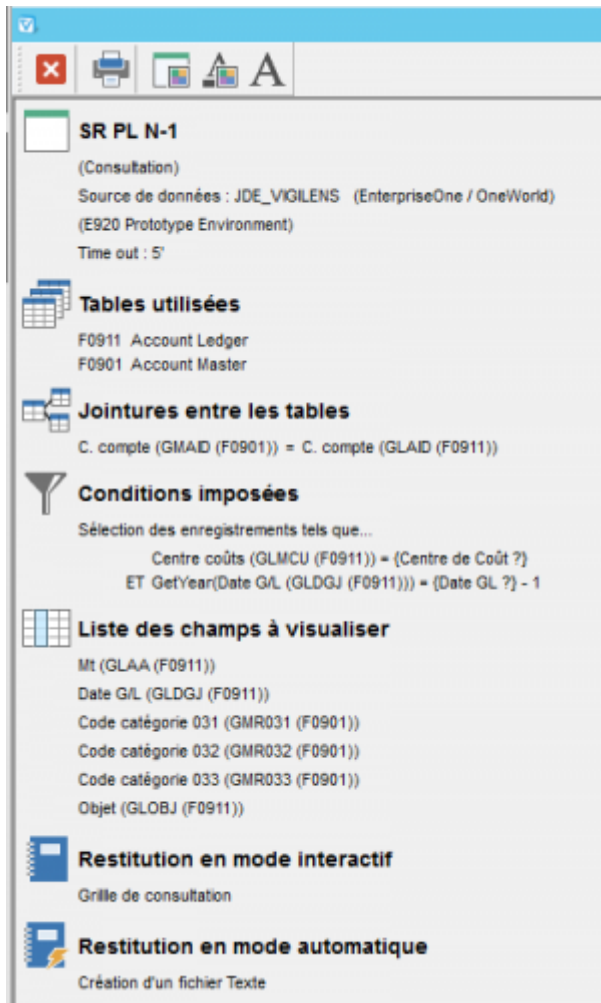 SR PL N-1
(Consultation)
Source de données : JDE_VIGILENS (EnterpriseOne / OneWorld)
(E920 Prototype Environment)
Time out : 5'
Tables utilisées
F0911 Account Ledger
F0901 Account Master
Jointures entre les tables
C. compte (GMAID (F0901)) = C. compte (GLAID (F0911))
Conditions imposées
Sélection des enregistrements tels que...
Centre coûts (GLMCU (F0911)) = {Centre de Coût ?}
ET GetYear(Date G/L (GLDGJ (F0911))) = {Date GL ?} - 1
Liste des champs à visualiser
Mt (GLAA (F0911))
Date G/L (GLDGJ (F0911))
Code catégorie 031 (GMR031 (F0901))
Code catégorie 032 (GMR032 (F0901))
Code catégorie 033 (GMR033 (F0901))
Objet (GLOBJ (F0911))
Restitution en mode interactif
Grille de consultation
Restitution en mode automatique
Création d'un fichier Texte